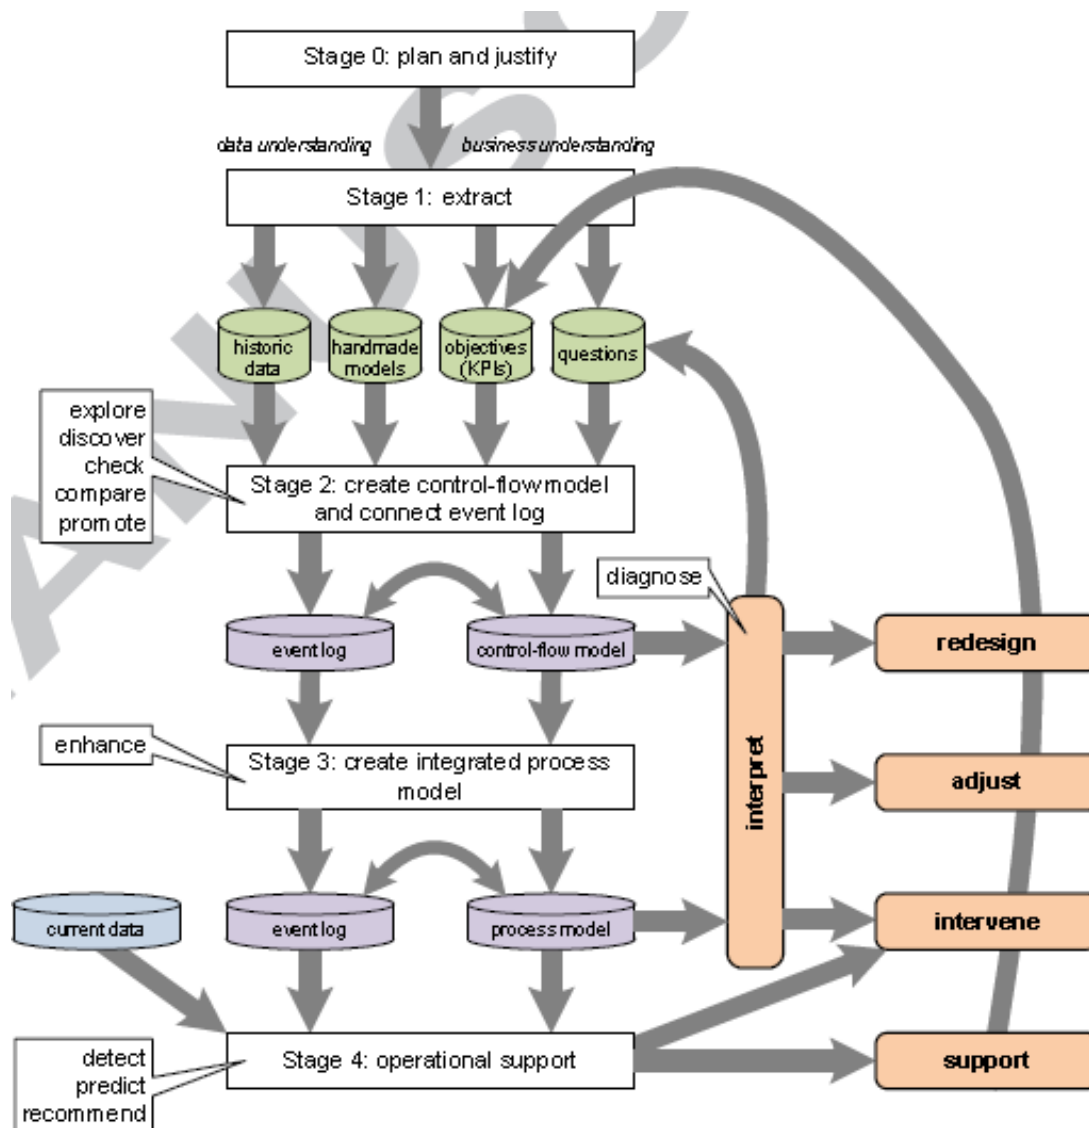 Stage 0: plan and justify
data understanding
business understanding
Stage 1: extract
historic
data
handmade
models
objectives
(KPIs)
questions
explore
discover
check
compare
promote
Stage 2: create control-flow model
and connect event log
diagnose
event log
control-flow model
redesign
enhance
Stage 3: create integrated process
model
interpret
adjust
current data
event log
process model
intervene
detect
predict
recommend
Stage 4: operational support
support